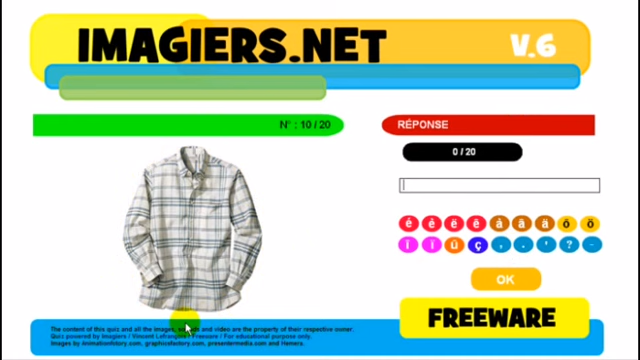 IMAGIERS.NET
V.6
N° : 10 / 20
RÉPONSE
0 / 20
é è ê ë à â ä ô ö
î ï ù ç , . ' ? -
OK
FREEWARE
The content of this quiz and all the images, sounds and video are the property of their respective owner.
Quiz powered by Imagiers / Vincent Lefrançois / Freeware / For educational purpose only.
Images by Animationfactory.com, graphicsfactory.com, presentermedia.com and Hemera.